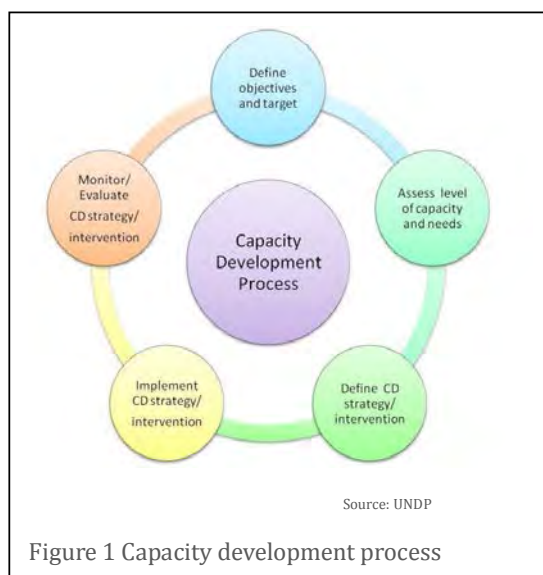 Define
objectives
and target
Assess level
of capacity
and needs
Define CD
strategy/
intervention
Implement
CD strategy/
intervention
Monitor/
Evaluate
CD strategy/
intervention
Capacity
Development
Process
Source: UNDP
Figure 1 Capacity development process